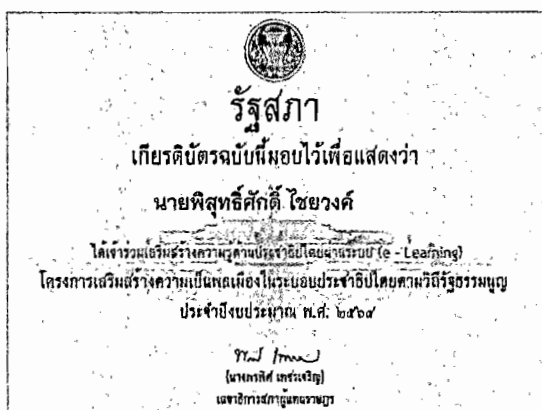 รัฐสภา
เกียรติบัตรฉบับนี้มอบไว้เพื่อแสดงว่า
นายพิสุทธิ์ศักดิ์ ไชยวงค์
ได้เข้าร่วมเสริมสร้างความรู้ด้านประชาธิปไตยผ่านระบบ (e - Learning)
โครงการเสริมสร้างความเป็นพลเมืองในระบอบประชาธิปไตยตามวิถีรัฐธรรมนูญ
ประจำปีงบประมาณ พ.ศ. ๒๕๖๙
(นางพรพิศ เพชรเจริญ)
เลขาธิการสภาผู้แทนราษฎร